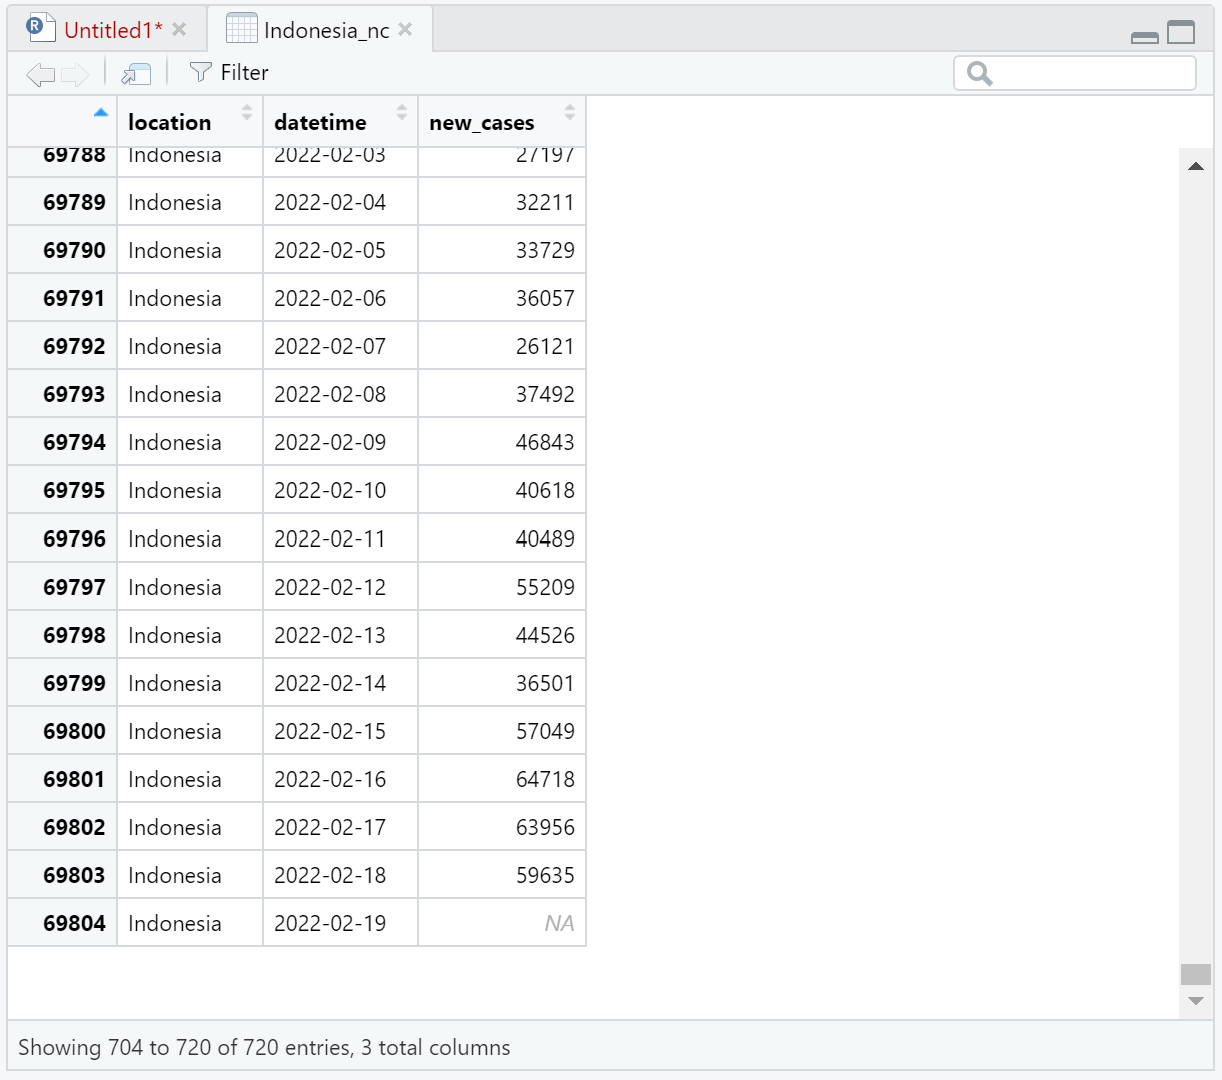 Untitled1* Indonesia_nc
Filter
location datetime new_cases
69788 Indonesia 2022-02-03 27197
69789 Indonesia 2022-02-04 32211
69790 Indonesia 2022-02-05 33729
69791 Indonesia 2022-02-06 36057
69792 Indonesia 2022-02-07 26121
69793 Indonesia 2022-02-08 37492
69794 Indonesia 2022-02-09 46843
69795 Indonesia 2022-02-10 40618
69796 Indonesia 2022-02-11 40489
69797 Indonesia 2022-02-12 55209
69798 Indonesia 2022-02-13 44526
69799 Indonesia 2022-02-14 36501
69800 Indonesia 2022-02-15 57049
69801 Indonesia 2022-02-16 64718
69802 Indonesia 2022-02-17 63956
69803 Indonesia 2022-02-18 59635
69804 Indonesia 2022-02-19 NA
Showing 704 to 720 of 720 entries, 3 total columns